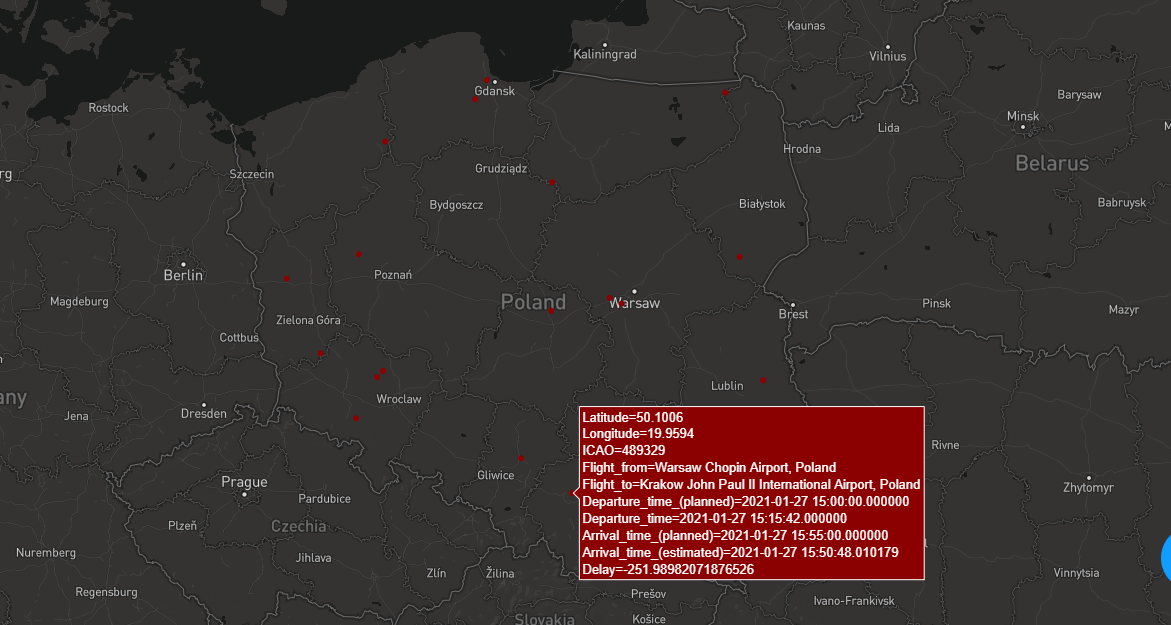 Kaunas
Kaliningrad
Vilnius
Gdansk
Rostock
Barysaw
Minsk
Lida
Hrodna
Belarus
Grudziądz
Szczecin
Babruysk
Bydgoszcz
Białystok
Berlin
Poznań
Magdeburg
Poland
Warsaw
Pinsk
Brest
Mazyr
Zielona Góra
Cottbus
Lublin
Wroclaw
Dresden
Jena
Latitude=50.1006
Longitude=19.9594
ICAO=489329
Flight_from=Warsaw Chopin Airport, Poland
Flight_to=Krakow John Paul II International Airport, Poland
Departure_time_(planned)=2021-01-27 15:00:00.000000
Departure_time=2021-01-27 15:15:42.000000
Arrival_time_(planned)=2021-01-27 15:55:00.000000
Arrival_time_(estimated)=2021-01-27 15:50:48.010179
Delay=-251.98982071876526
Rivne
Gliwice
Prague
Zhytomyr
Pardubice
Plzeń
Czechia
Nuremberg
Jihlava
Zlín
Žilina
Vinnytsia
Regensburg
Prešov
Ivano-Frankivsk
Slovakia
Košice